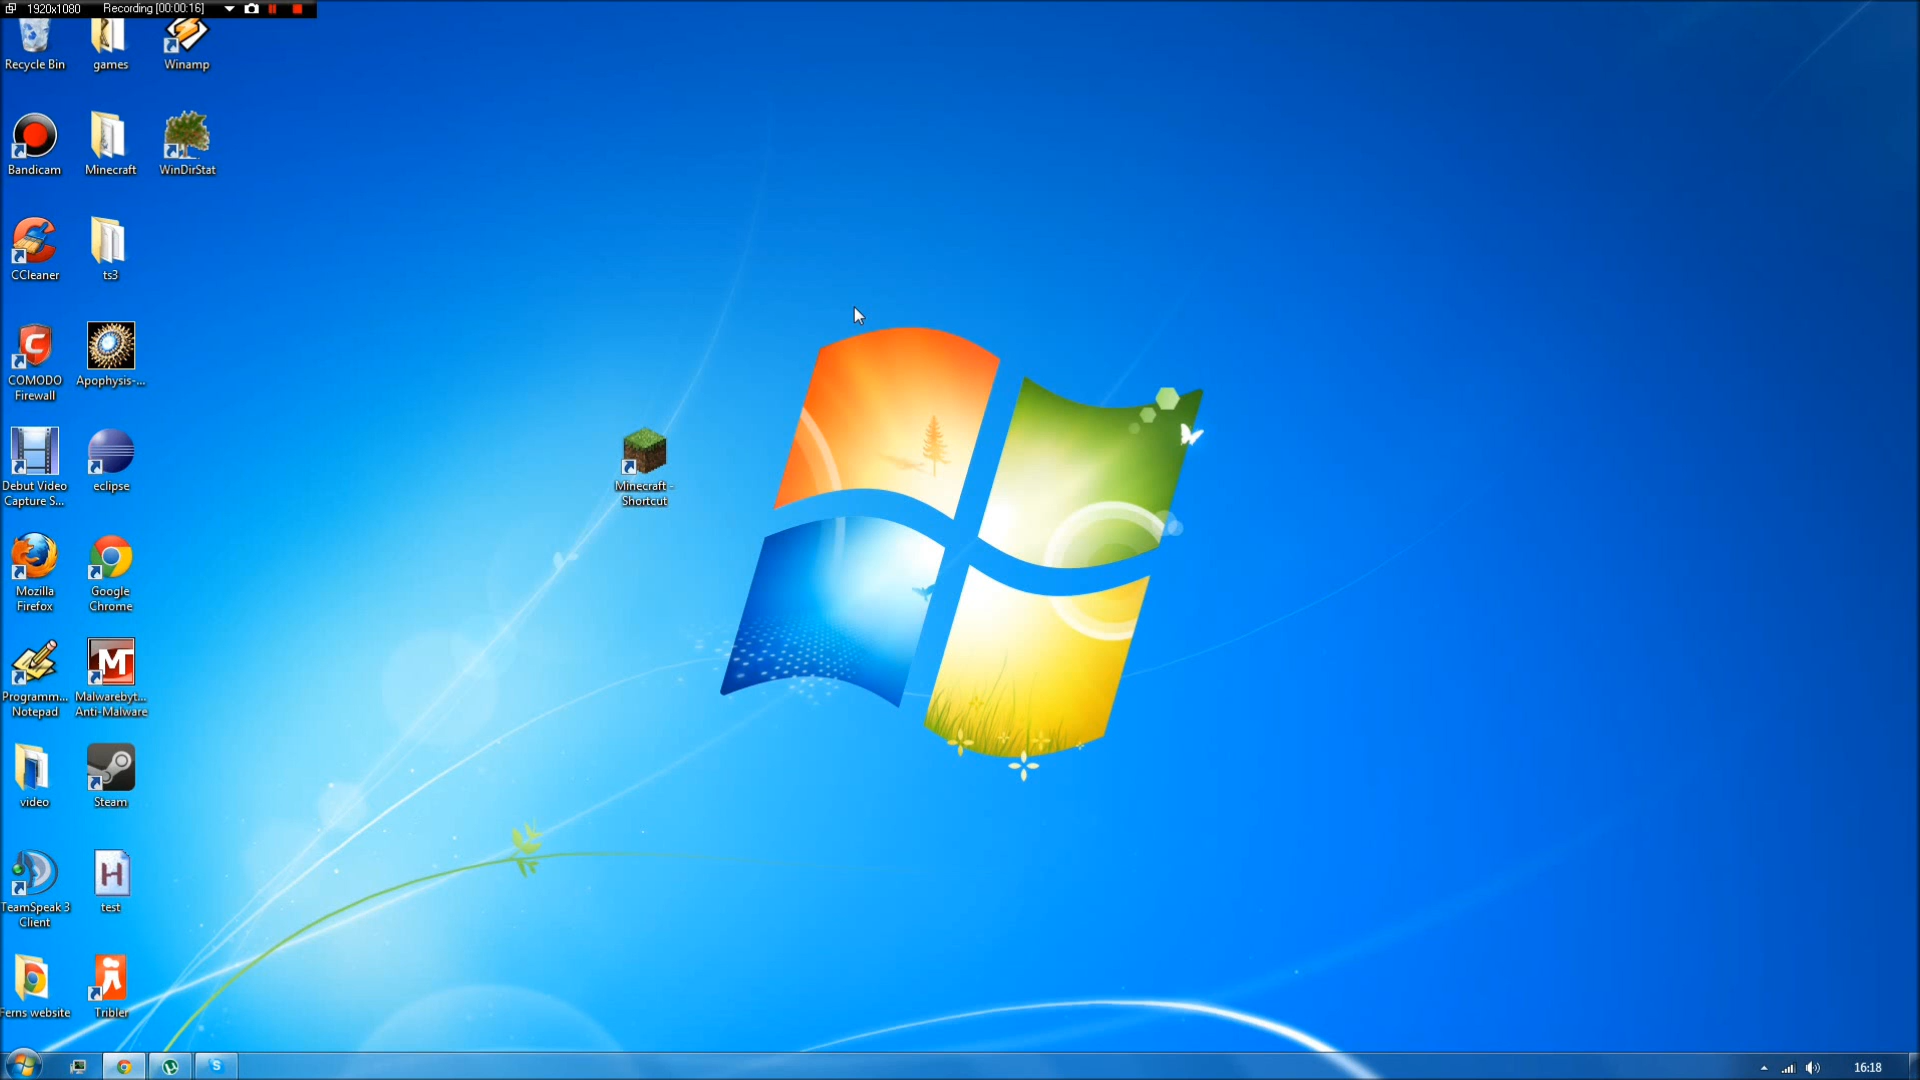 1920x1080 Recording [00:00:16]
Recycle Bin
games
Winamp
Bandicam
Minecraft
WinDirStat
CCleaner
ts3
COMODO
Firewall
Apophysis-...
Debut Video
Capture S...
eclipse
Minecraft -
Shortcut
Mozilla
Firefox
Google
Chrome
Programm...
Notepad
Malwarebyt...
Anti-Malware
video
Steam
TeamSpeak 3
Client
test
Ferns website
Tribler
16:18